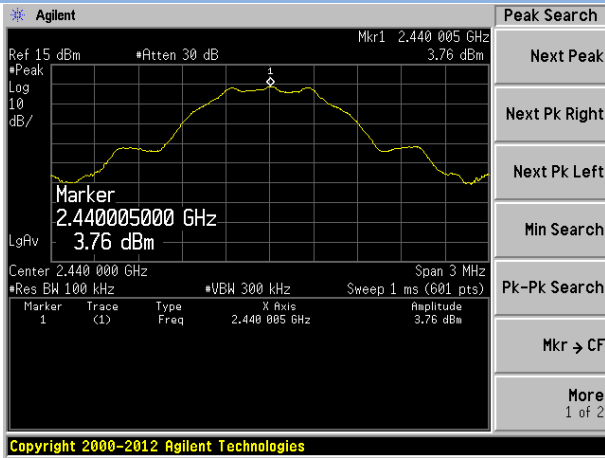 Agilent
Peak Search
Mkr1 2.440 005 GHz
Ref 15 dBm #Atten 30 dB 3.76 dBm
#Peak
Log
10
dB/
1
Marker
2.440005000 GHz
3.76 dBm
LgAv
Center 2.440 000 GHz Span 3 MHz
#Res BW 100 kHz #VBW 300 kHz Sweep 1 ms (601 pts)
Marker Trace Type X Axis Amplitude
1 (1) Freq 2.440 005 GHz 3.76 dBm
Next Peak
Next Pk Right
Next Pk Left
Min Search
Pk-Pk Search
Mkr → CF
More
1 of 2
Copyright 2000-2012 Agilent Technologies